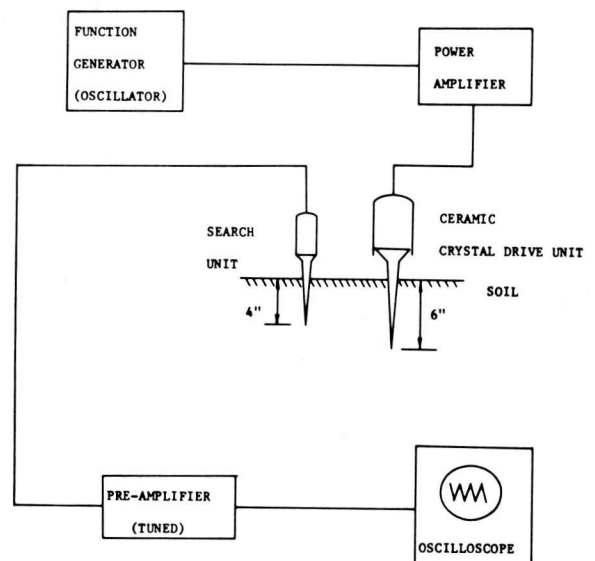 FUNCTION
GENERATOR
(OSCILLATOR)
POWER
AMPLIFIER
SEARCH
UNIT
CERAMIC
CRYSTAL DRIVE UNIT
SOIL
4"
6"
PRE-AMPLIFIER
(TUNED)
OSCILLOSCOPE